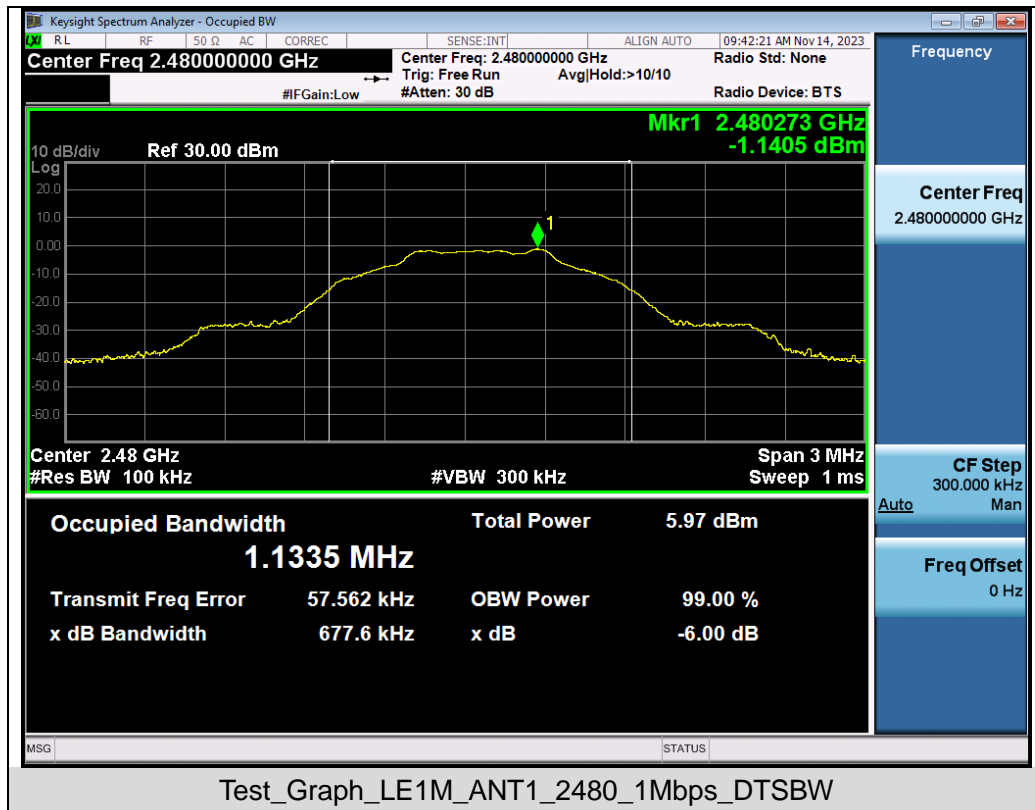 Keysight Spectrum Analyzer - Occupied BW
LXI RL RF 50 Ω AC CORREC SENSE:INT ALIGN AUTO 09:42:21 AM Nov 14, 2023
Center Freq 2.480000000 GHz
Center Freq: 2.480000000 GHz Radio Std: None
Trig: Free Run Avg|Hold:>10/10
#IFGain:Low #Atten: 30 dB Radio Device: BTS
Mkr1 2.480273 GHz
-1.1405 dBm
10 dB/div Ref 30.00 dBm
Log
20.0
10.0
0.00
-10.0
-20.0
-30.0
-40.0
-50.0
-60.0
1
Center 2.48 GHz Span 3 MHz
#Res BW 100 kHz #VBW 300 kHz Sweep 1 ms
Occupied Bandwidth Total Power 5.97 dBm
1.1335 MHz
Transmit Freq Error 57.562 kHz OBW Power 99.00 %
x dB Bandwidth 677.6 kHz x dB -6.00 dB
Frequency
Center Freq
2.480000000 GHz
CF Step
300.000 kHz
Auto Man
Freq Offset
0 Hz
MSG STATUS
Test_Graph_LE1M_ANT1_2480_1Mbps_DTSBW